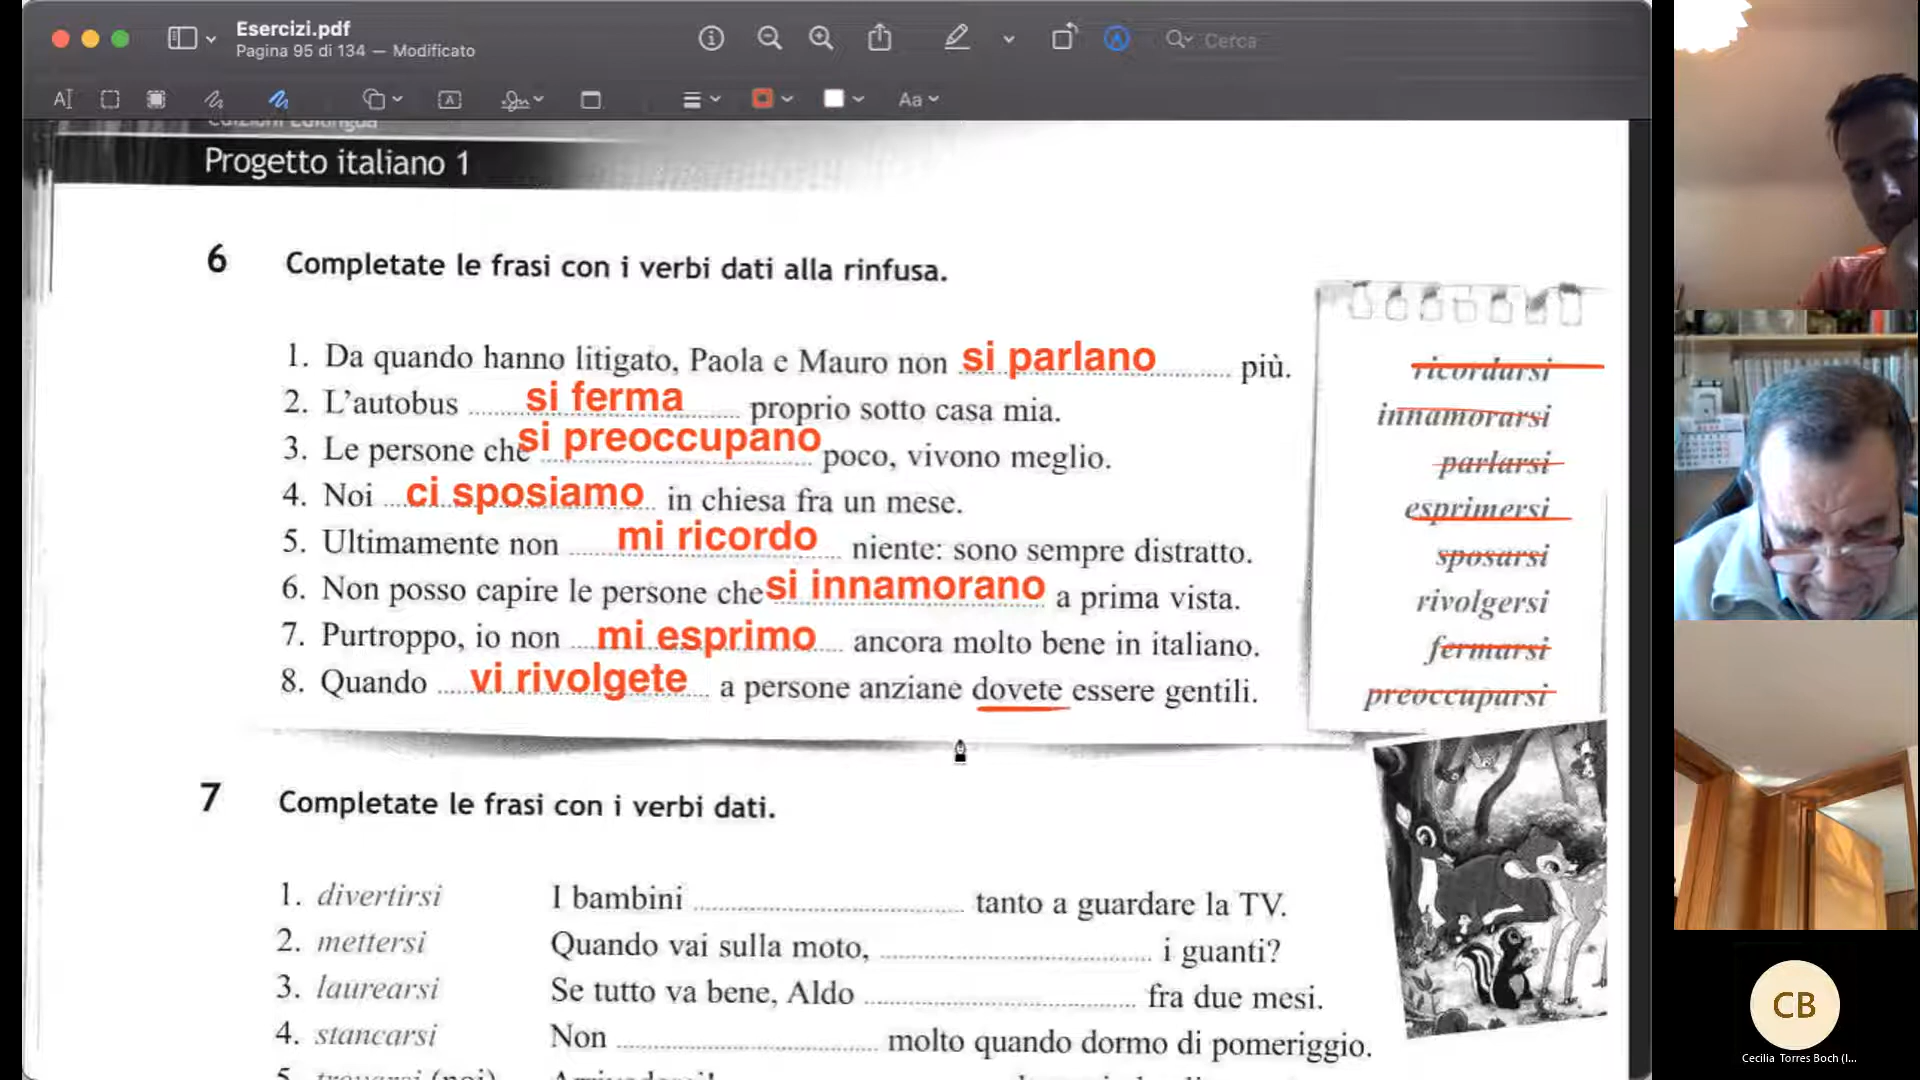 Esercizi.pdf
Pagina 95 di 134 — Modificato
Cerca
Aa
Edizioni Edilingua
Progetto italiano 1
6 Completate le frasi con i verbi dati alla rinfusa.
1. Da quando hanno litigato, Paola e Mauro non si parlano più.
2. L'autobus si ferma proprio sotto casa mia.
3. Le persone che si preoccupano poco, vivono meglio.
4. Noi ci sposiamo in chiesa fra un mese.
5. Ultimamente non mi ricordo niente: sono sempre distratto.
6. Non posso capire le persone che si innamorano a prima vista.
7. Purtroppo, io non mi esprimo ancora molto bene in italiano.
8. Quando vi rivolgete a persone anziane dovete essere gentili.
ricordarsi
innamorarsi
parlarsi
esprimersi
sposarsi
rivolgersi
fermarsi
preoccuparsi
7 Completate le frasi con i verbi dati.
1. divertirsi I bambini ........ tanto a guardare la TV.
2. mettersi Quando vai sulla moto, ........ i guanti?
3. laurearsi Se tutto va bene, Aldo ........ fra due mesi.
4. stancarsi Non ........ molto quando dormo di pomeriggio.
5. trovarsi (noi) Arrivederci!
CB
Cecilia Torres Boch (I...